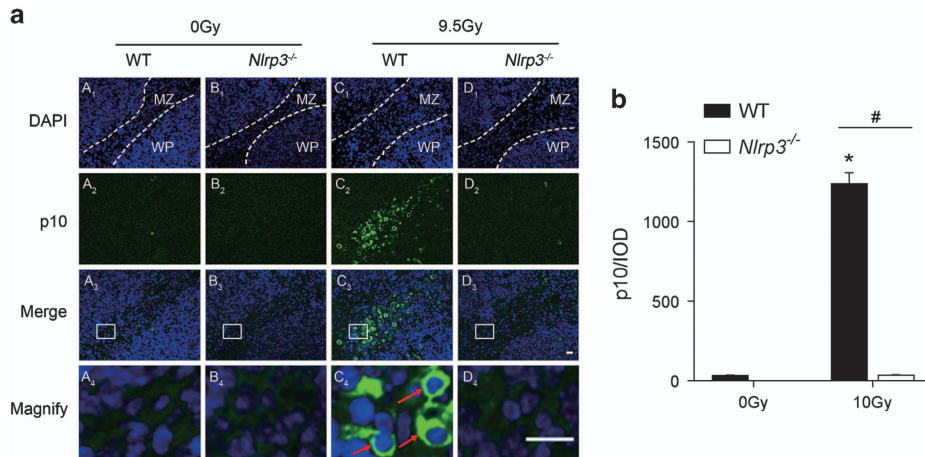 a
0Gy 9.5Gy
WT Nlrp3-/- WT Nlrp3-/-
DAPI A1 MZ WP B1 MZ WP C1 MZ WP D1 MZ WP
p10 A2 B2 C2 D2
Merge A3 B3 C3 D3
Magnify A4 B4 C4 D4
b
WT
Nlrp3-/-
#
*
p10/IOD
1500
1000
500
0
0Gy 10Gy